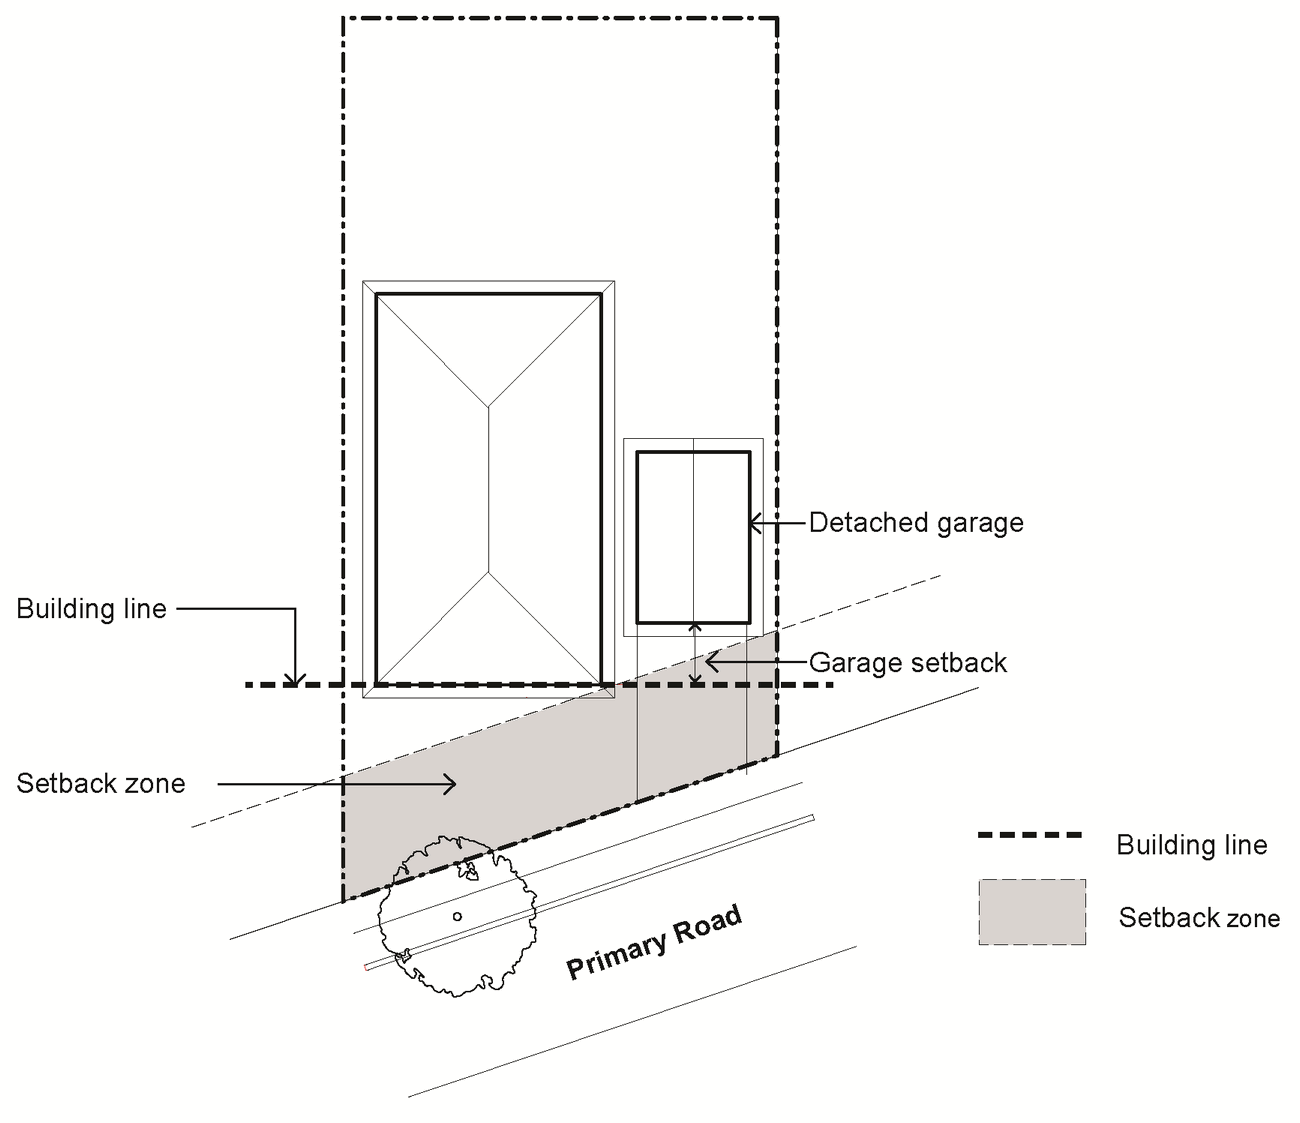 Detached garage
Building line
Garage setback
Setback zone
Building line
Setback zone
Primary Road